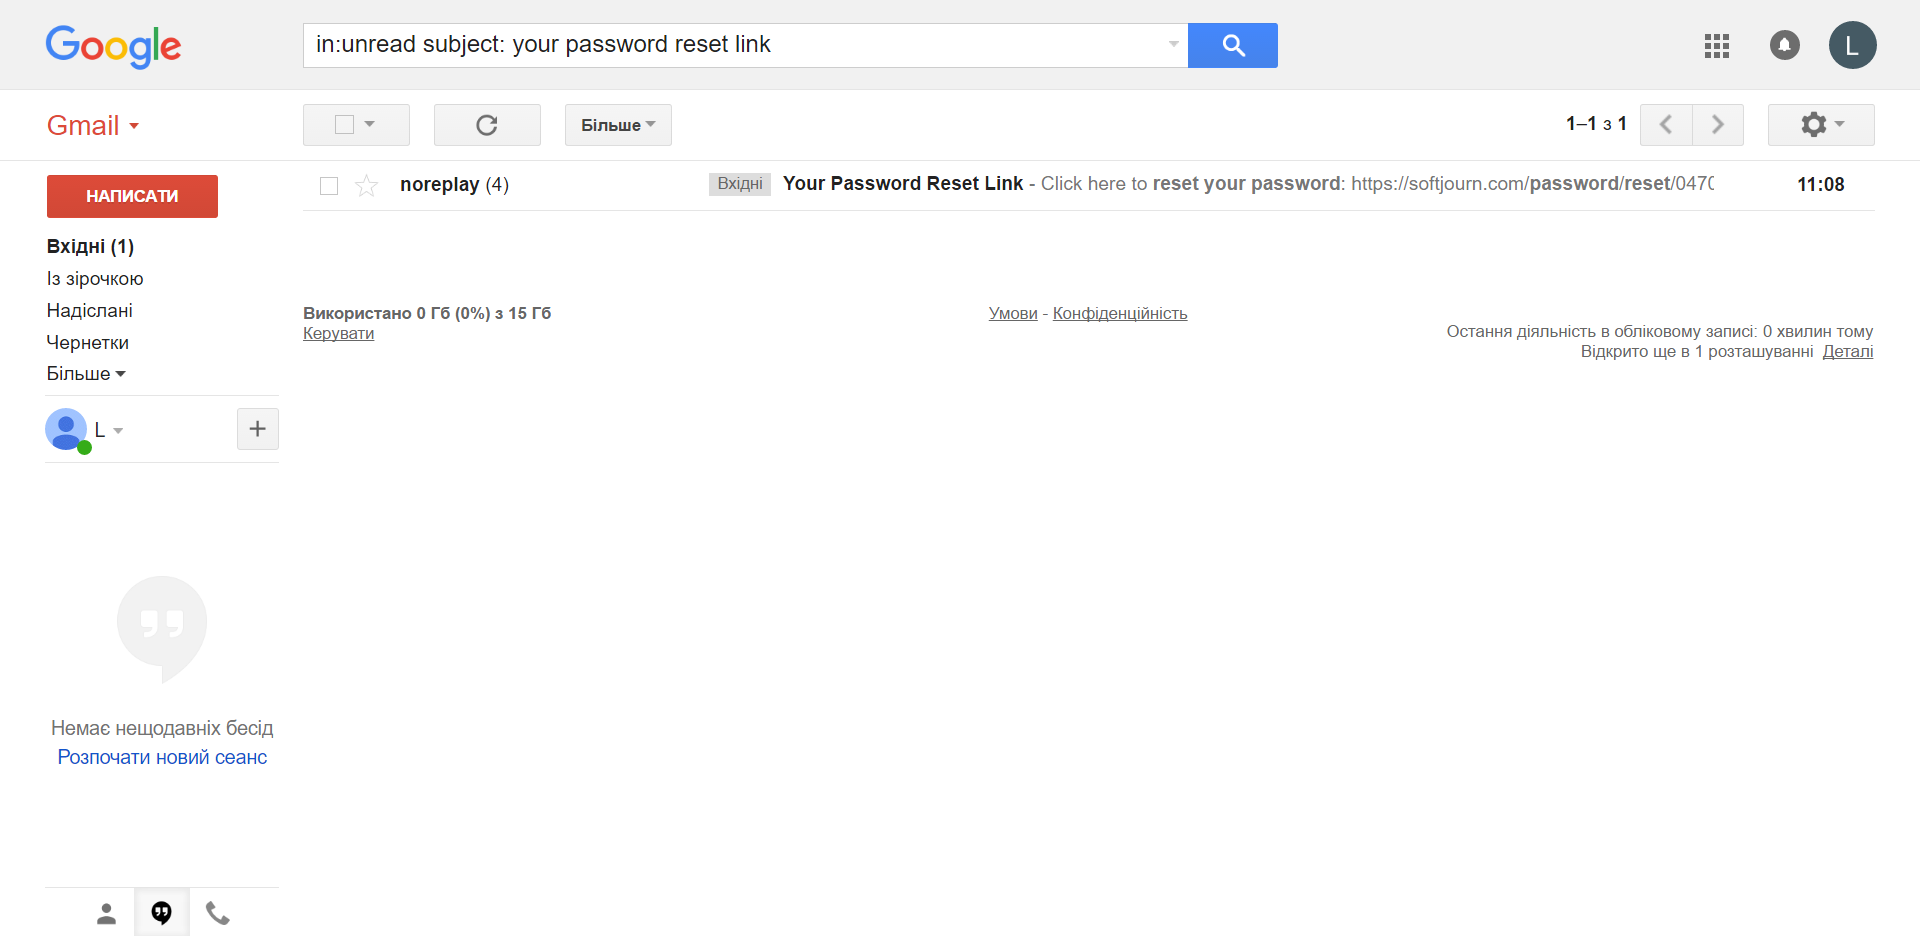 Google
in:unread subject: your password reset link
L
Gmail
Більше
1–1 з 1
НАПИСАТИ
noreplay (4)
Вхідні
Your Password Reset Link - Click here to reset your password: https://softjourn.com/password/reset/0470
11:08
Вхідні (1)
Із зірочкою
Надіслані
Чернетки
Більше
L
Використано 0 Гб (0%) з 15 Гб
Керувати
Умови - Конфіденційність
Остання діяльність в обліковому записі: 0 хвилин тому
Відкрито ще в 1 розташуванні Деталі
Немає нещодавніх бесід
Розпочати новий сеанс